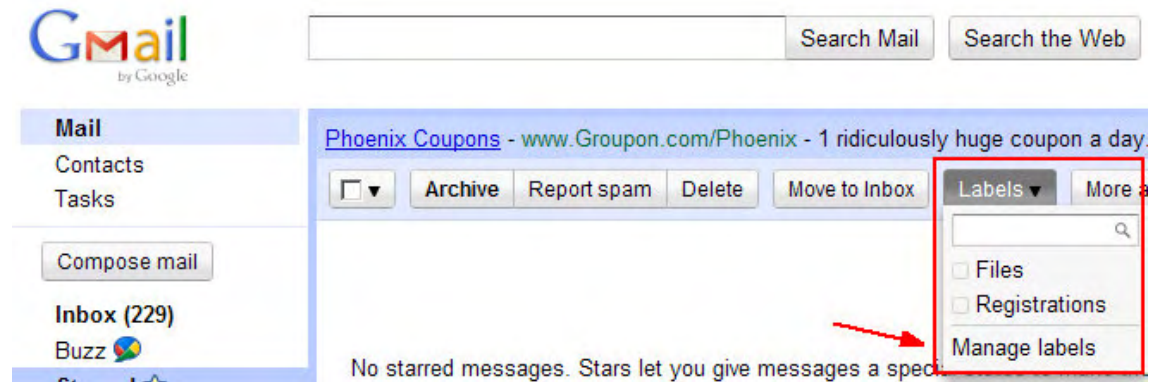 Gmail
by Google
Search Mail
Search the Web
Mail
Contacts
Tasks
Compose mail
Inbox (229)
Buzz
Phoenix Coupons - www.Groupon.com/Phoenix - 1 ridiculously huge coupon a day.
Archive Report spam Delete Move to Inbox Labels More
Files
Registrations
Manage labels
No starred messages. Stars let you give messages a